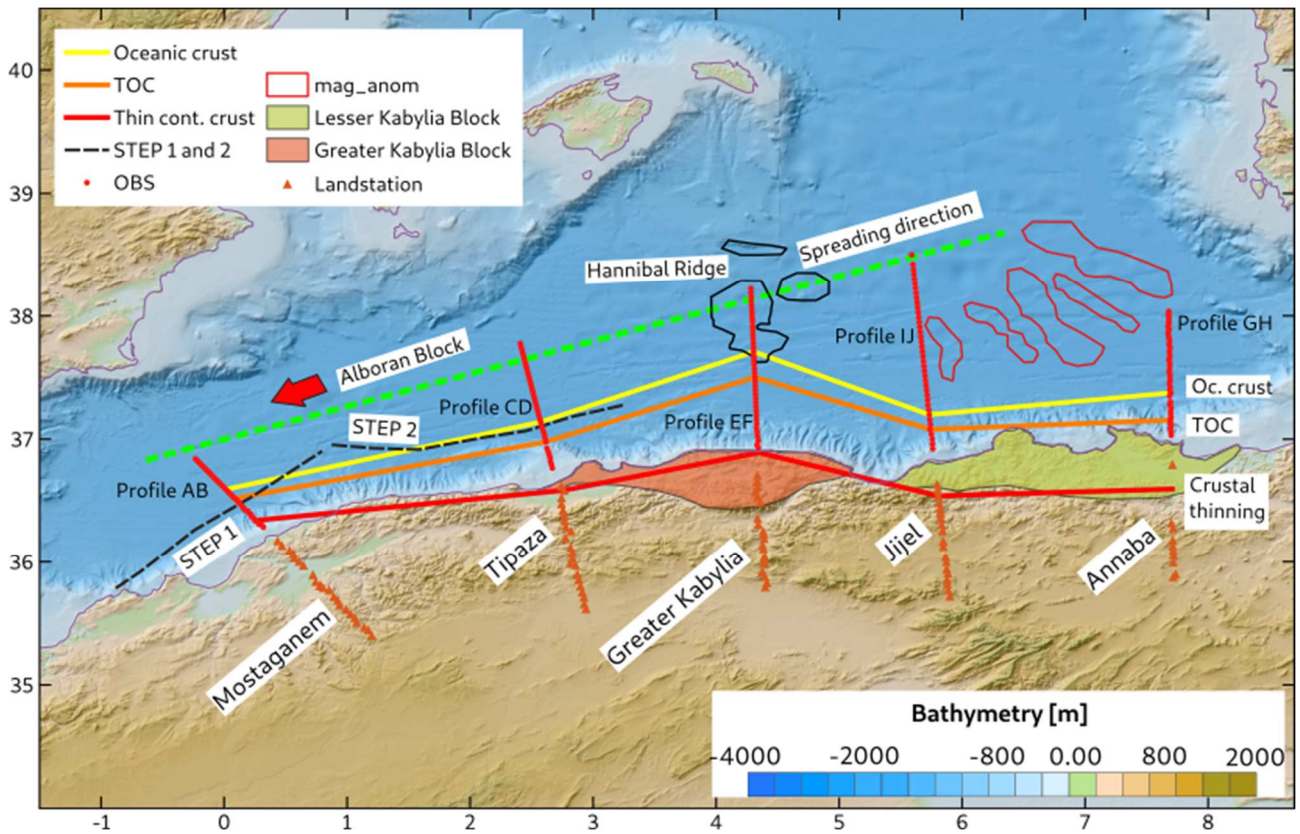 Oceanic crust
TOC
mag_anom
Thin cont. crust
Lesser Kabylia Block
STEP 1 and 2
Greater Kabylia Block
OBS
Landstation
40
39
38
37
36
35
Spreading direction
Hannibal Ridge
Profile IJ
Profile GH
Alboran Block
Profile CD
Oc. crust
STEP 2
Profile EF
TOC
Profile AB
Crustal
thinning
STEP 1
Tipaza
Jijel
Annaba
Greater Kabylia
Mostaganem
Bathymetry [m]
-4000 -2000 -800 0.00 800 2000
-1 0 1 2 3 4 5 6 7 8